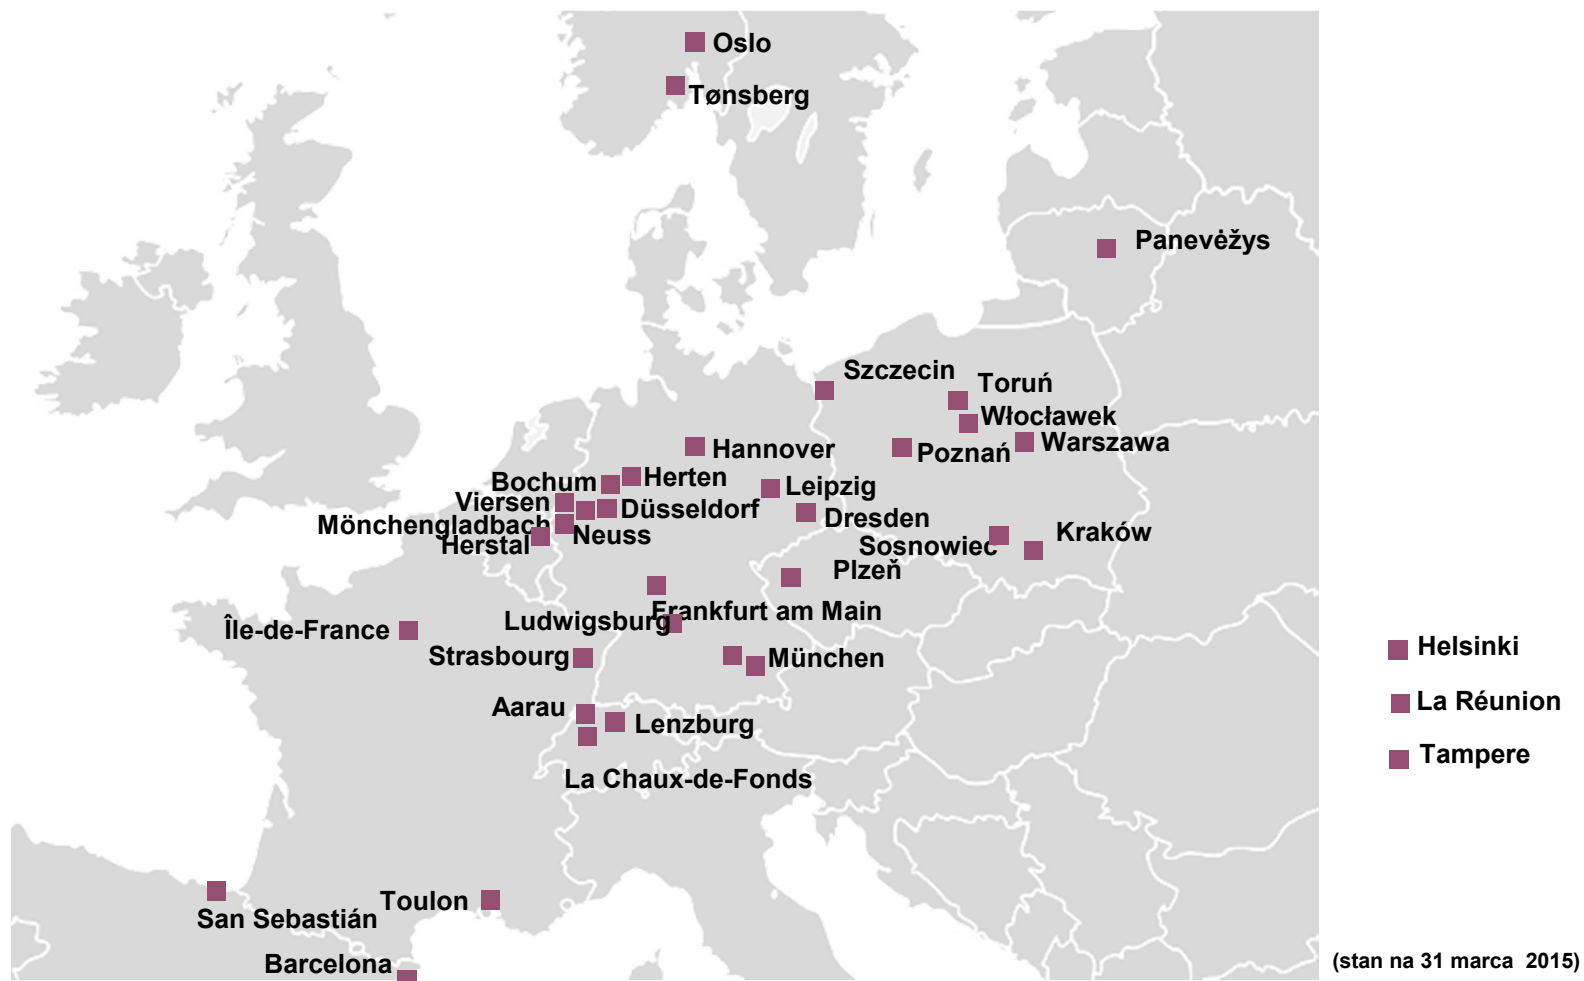 Oslo
Tønsberg
Panevėžys
Szczecin
Toruń
Włocławek
Warszawa
Poznań
Hannover
Herten
Bochum
Leipzig
Viersen
Düsseldorf
Dresden
Mönchengladbach
Neuss
Herstal
Sosnowiec
Kraków
Plzeň
Frankfurt am Main
Ludwigsburg
Île-de-France
Strasbourg
München
Helsinki
La Réunion
Aarau
Lenzburg
Tampere
La Chaux-de-Fonds
Toulon
San Sebastián
Barcelona
(stan na 31 marca  2015)